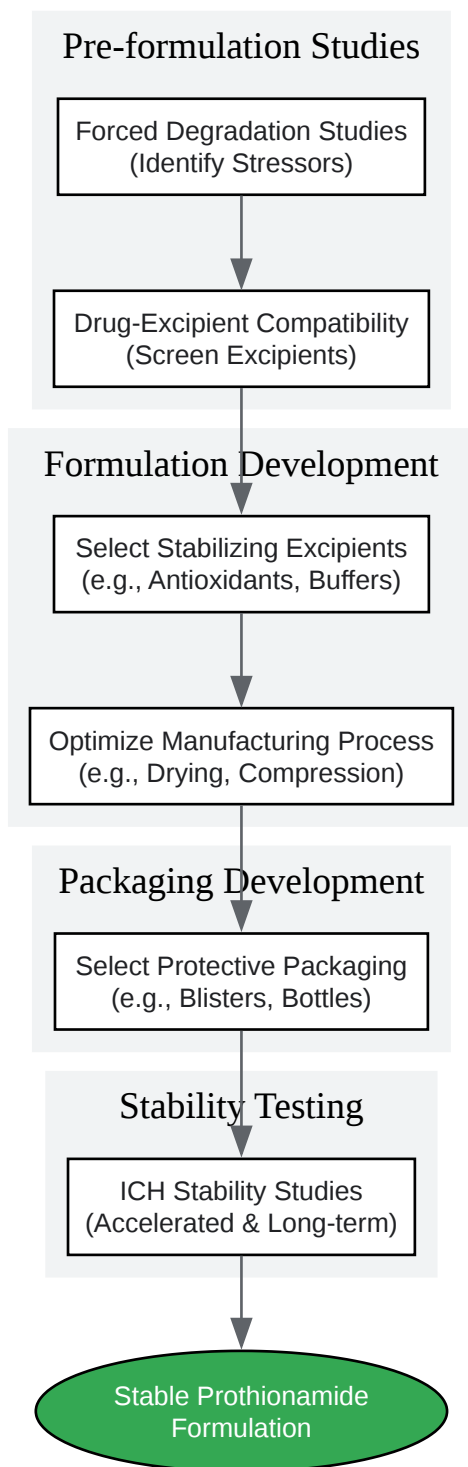 Pre-formulation Studies
Forced Degradation Studies
(Identify Stressors)
Drug-Excipient Compatibility
(Screen Excipients)
Formulation Development
Select Stabilizing Excipients
(e.g., Antioxidants, Buffers)
Optimize Manufacturing Process
(e.g., Drying, Compression)
Packaging Development
Select Protective Packaging
(e.g., Blisters, Bottles)
Stability Testing
ICH Stability Studies
(Accelerated & Long-term)
Stable Prothionamide
Formulation